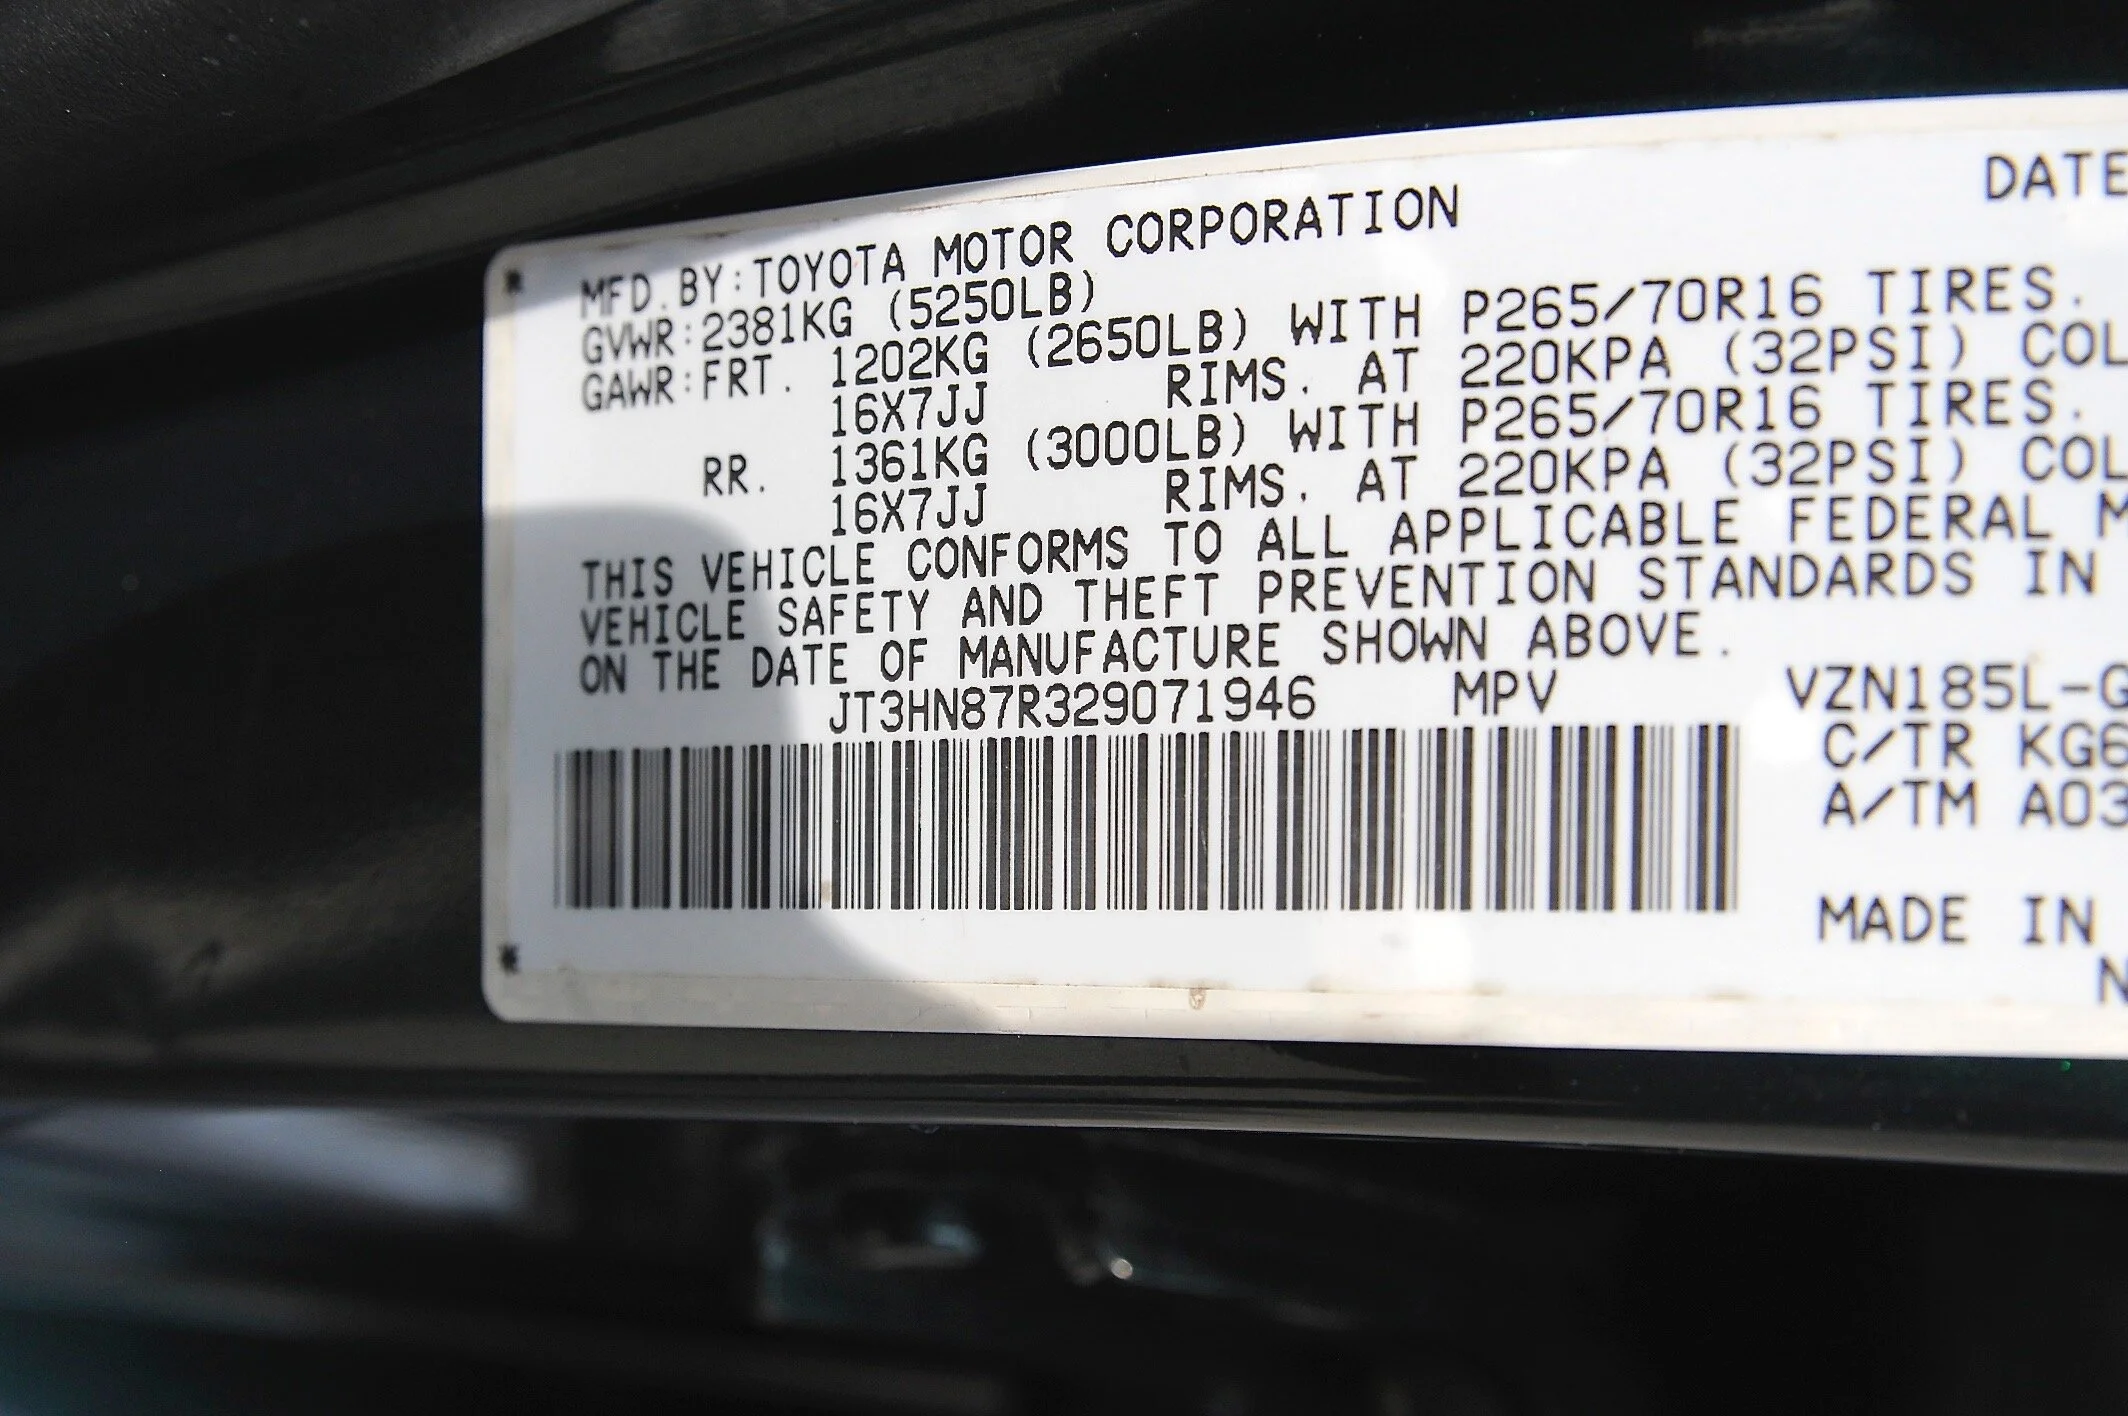 DATE
MFD.BY:TOYOTA MOTOR CORPORATION
GVWR:2381KG (5250LB)
GAWR:FRT. 1202KG (2650LB) WITH P265/70R16 TIRES.
16X7JJ RIMS. AT 220KPA (32PSI) COL
RR. 1361KG (3000LB) WITH P265/70R16 TIRES.
16X7JJ RIMS. AT 220KPA (32PSI) COL
THIS VEHICLE CONFORMS TO ALL APPLICABLE FEDERAL M
VEHICLE SAFETY AND THEFT PREVENTION STANDARDS IN
ON THE DATE OF MANUFACTURE SHOWN ABOVE.
JT3HN87R329071946 MPV VZN185L-G
C/TR KG6
A/TM A03
MADE IN
N